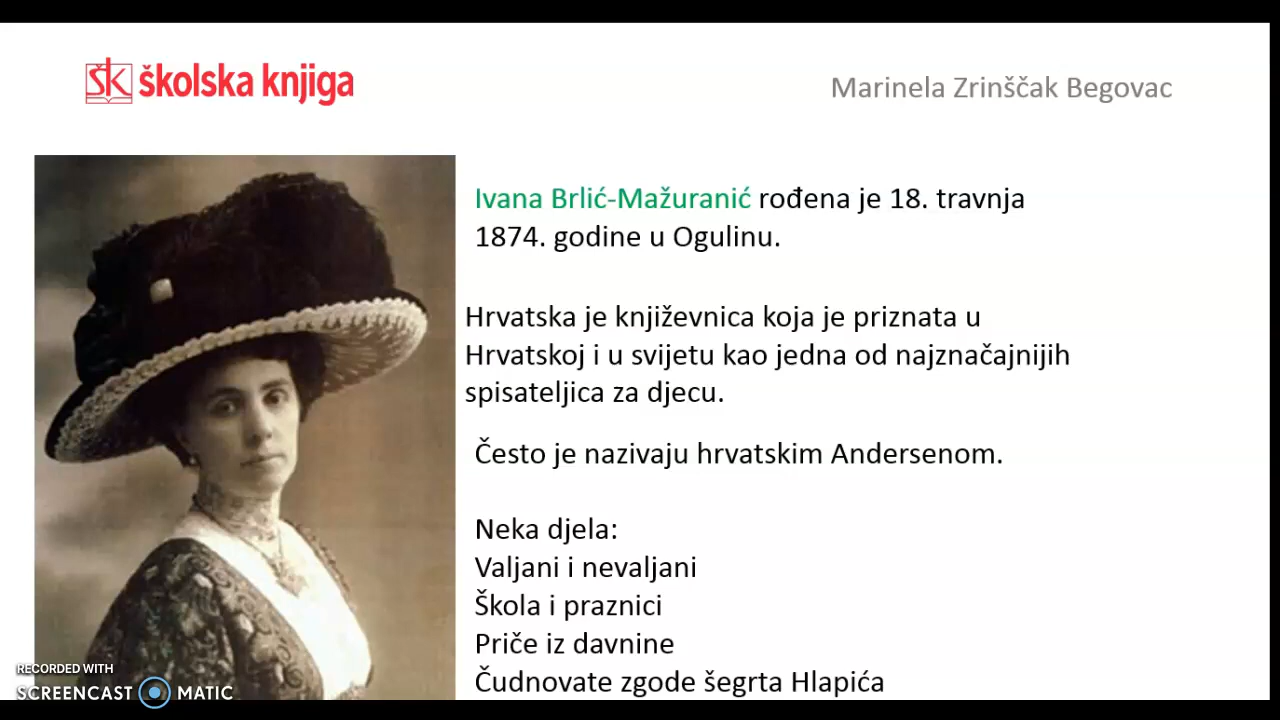 ŠK školska knjiga
Marinela Zrinščak Begovac
Ivana Brlić-Mažuranić rođena je 18. travnja
1874. godine u Ogulinu.
Hrvatska je književnica koja je priznata u
Hrvatskoj i u svijetu kao jedna od najznačajnijih
spisateljica za djecu.
Često je nazivaju hrvatskim Andersenom.
Neka djela:
Valjani i nevaljani
Škola i praznici
Priče iz davnine
Čudnovate zgode šegrta Hlapića
RECORDED WITH
SCREENCAST MATIC